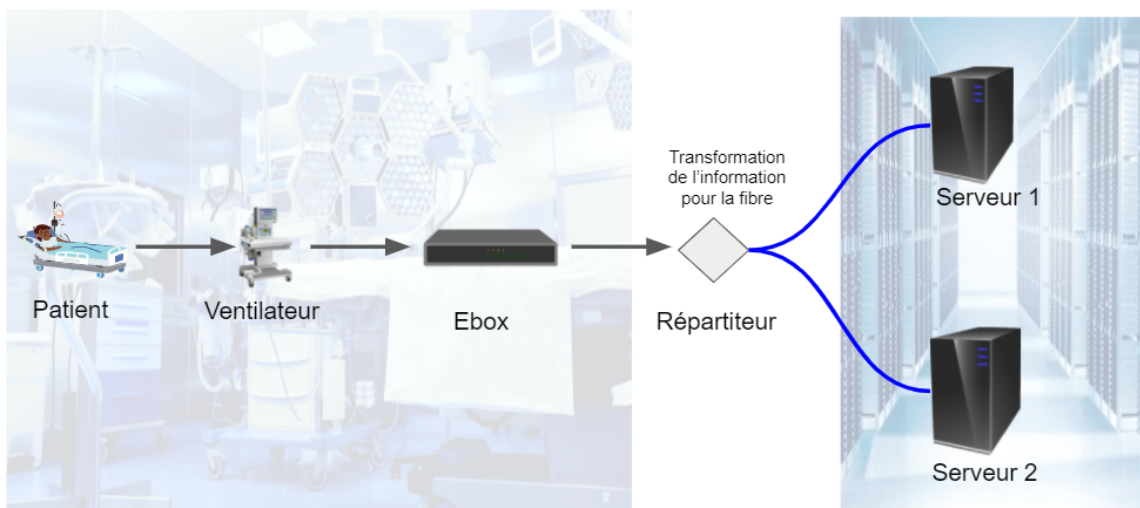 Patient
Ventilateur
Ebox
Transformation
de l'information
pour la fibre
Répartiteur
Serveur 1
Serveur 2